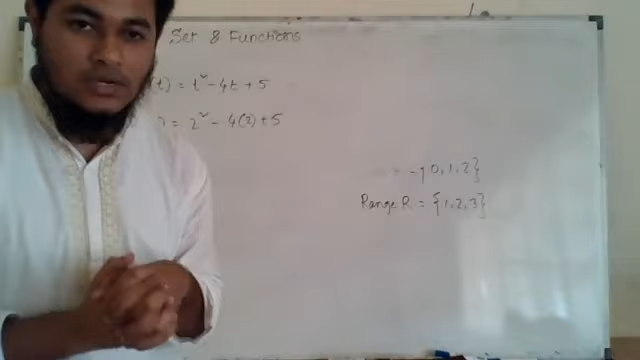 Set & Functions
(t) = t² - 4t + 5
) = 2² - 4(2) + 5
= {0, 1, 2}
Range R = {1, 2, 3}